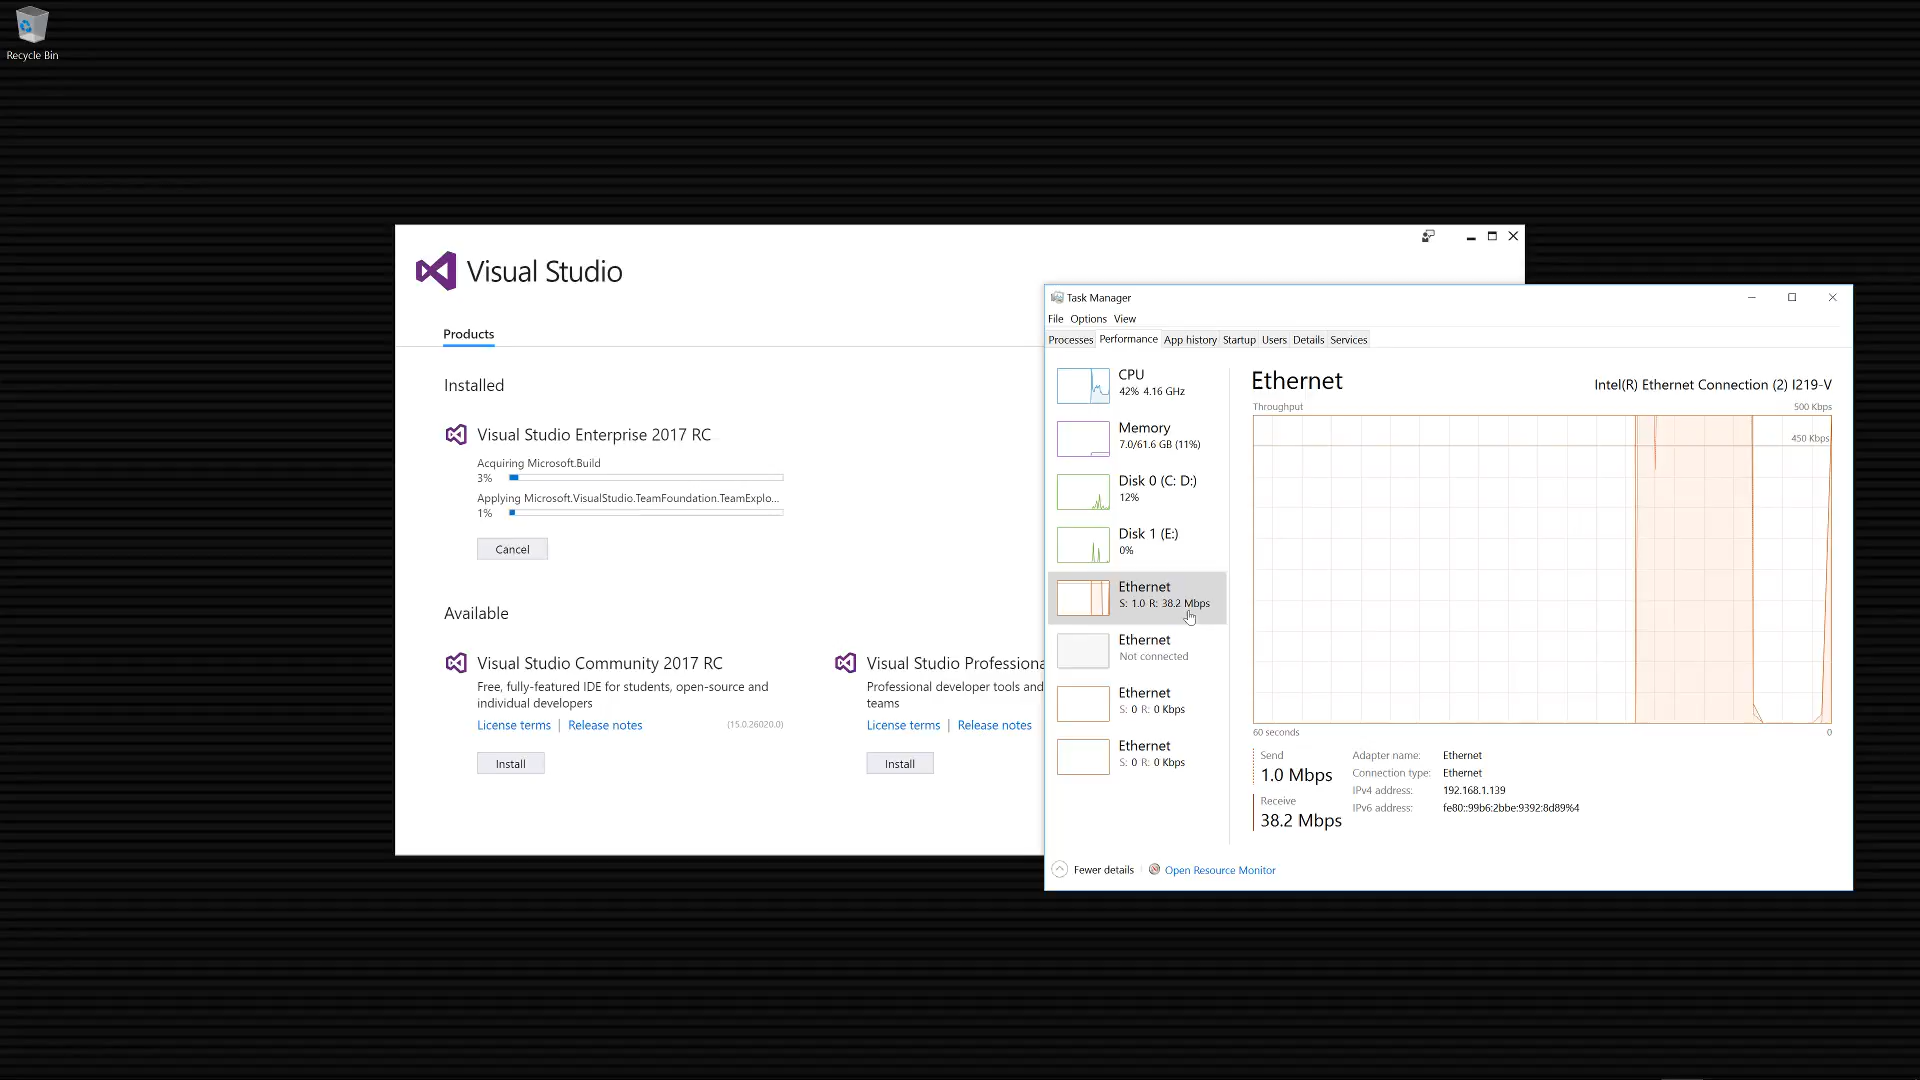 Recycle Bin
Visual Studio
Products
Installed
Visual Studio Enterprise 2017 RC
Acquiring Microsoft.Build
3%
Applying Microsoft.VisualStudio.TeamFoundation.TeamExplo...
1%
Cancel
Available
Visual Studio Community 2017 RC
Free, fully-featured IDE for students, open-source and
individual developers
License terms | Release notes
(15.0.26020.0)
Install
Visual Studio Professiona
Professional developer tools and
teams
License terms | Release notes
Install
Task Manager
File Options View
Processes Performance App history Startup Users Details Services
CPU
42% 4.16 GHz
Memory
7.0/61.6 GB (11%)
Disk 0 (C: D:)
12%
Disk 1 (E:)
0%
Ethernet
S: 1.0 R: 38.2 Mbps
Ethernet
Not connected
Ethernet
S: 0 R: 0 Kbps
Ethernet
S: 0 R: 0 Kbps
Ethernet
Intel(R) Ethernet Connection (2) I219-V
Throughput
500 Kbps
450 Kbps
60 seconds
0
Send
1.0 Mbps
Receive
38.2 Mbps
Adapter name: Ethernet
Connection type: Ethernet
IPv4 address: 192.168.1.139
IPv6 address: fe80::99b6:2bbe:9392:8d89%4
Fewer details
Open Resource Monitor